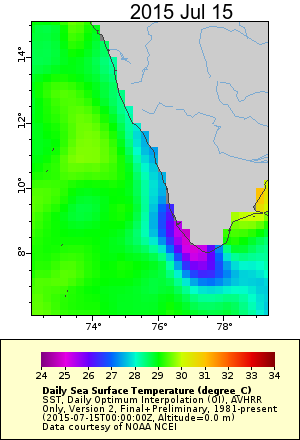 2015 Jul 15
14°
12°
10°
8°
74°
76°
78°
24 25 26 27 28 29 30 31 32 33 34
Daily Sea Surface Temperature (degree_C)
SST, Daily Optimum Interpolation (OI), AVHRR
Only, Version 2, Final+Preliminary, 1981-present
(2015-07-15T00:00:00Z, Altitude=0.0 m)
Data courtesy of NOAA NCEI